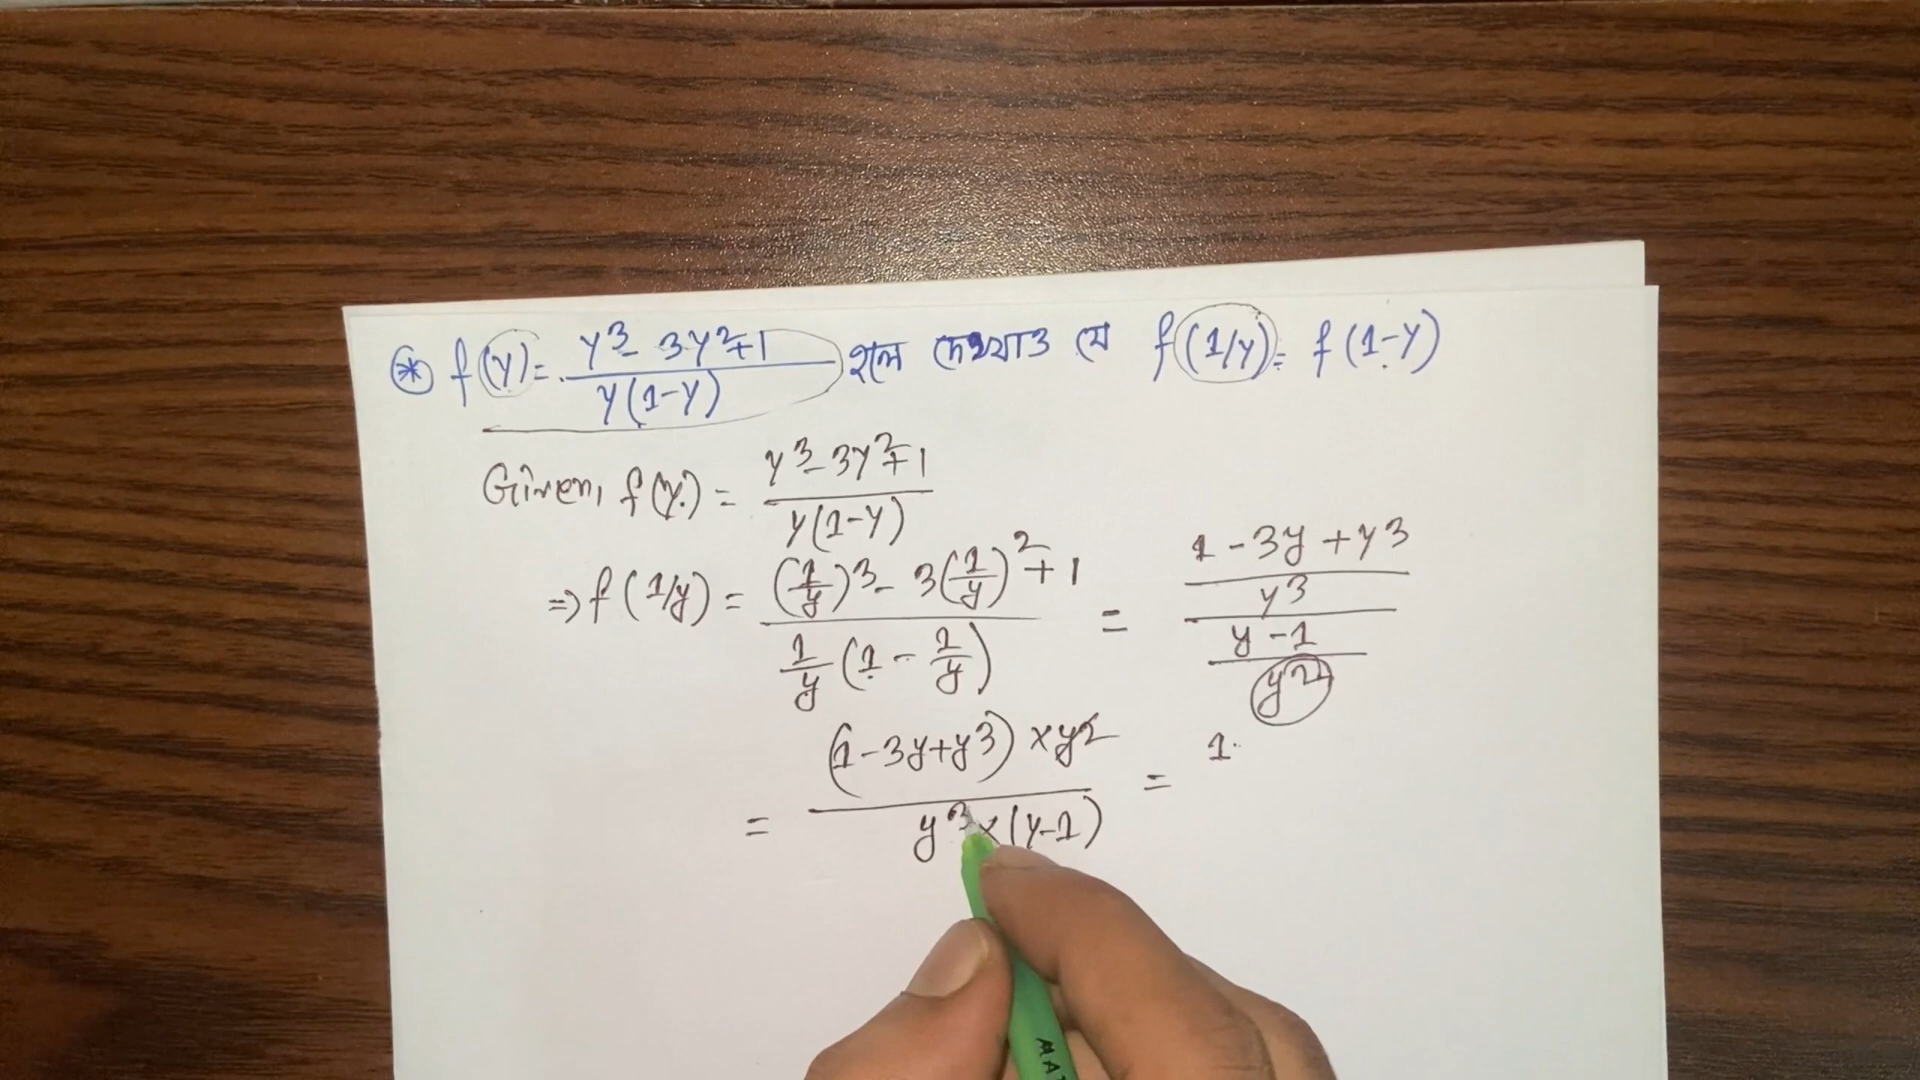 * f(y) = (y³ - 3y² + 1) / (y(1-y)) হলে দেখাও যে f(1/y) = f(1-y)
Given, f(y) = (y³ - 3y² + 1) / (y(1-y))
⇒ f(1/y) = ((1/y)³ - 3(1/y)² + 1) / (1/y (1 - 1/y)) = ((1 - 3y + y3) / y3) / ((y - 1) / y²)
= ((1-3y+y3) × y2) / (y³ × (y-1)) = 1